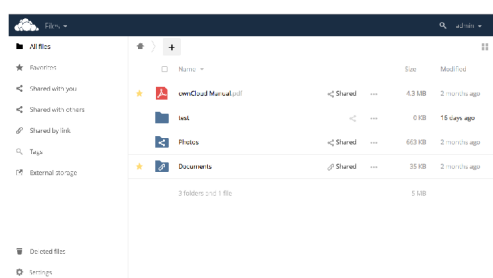 Files
admin
All files
Favorites
Shared with you
Shared with others
Shared by link
Tags
External storage
Deleted files
Settings
+
Name Size Modified
ownCloud Manual.pdf Shared ... 4.3 MB 2 months ago
test ... 0 KB 16 days ago
Photos Shared ... 663 KB 2 months ago
Documents Shared ... 35 KB 2 months ago
3 folders and 1 file 5 MB